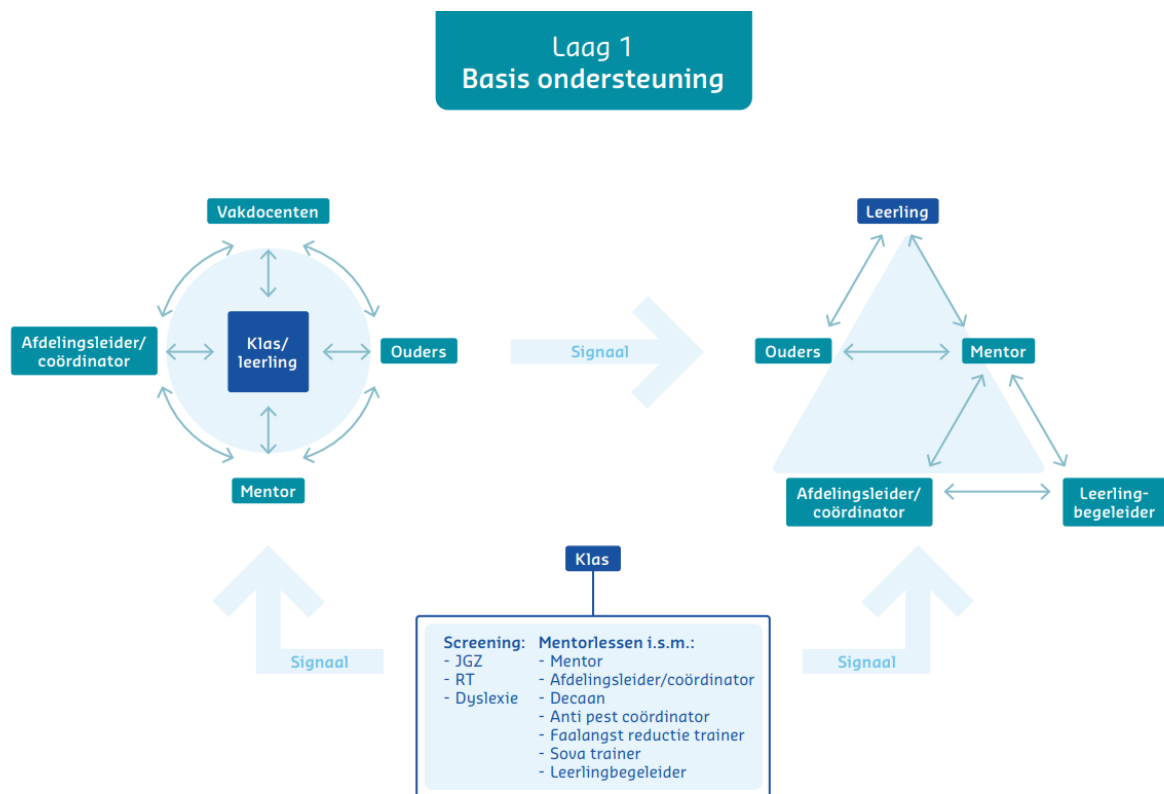 Laag 1
Basis ondersteuning
Vakdocenten
Afdelingsleider/
coördinator
Klas/
leerling
Ouders
Mentor
Signaal
Leerling
Ouders
Mentor
Afdelingsleider/
coördinator
Leerling-
begeleider
Klas
Signaal
Screening:
- JGZ
- RT
- Dyslexie
Mentorlessen i.s.m.:
- Mentor
- Afdelingsleider/coördinator
- Decaan
- Anti pest coördinator
- Faalangst reductie trainer
- Sova trainer
- Leerlingbegeleider
Signaal